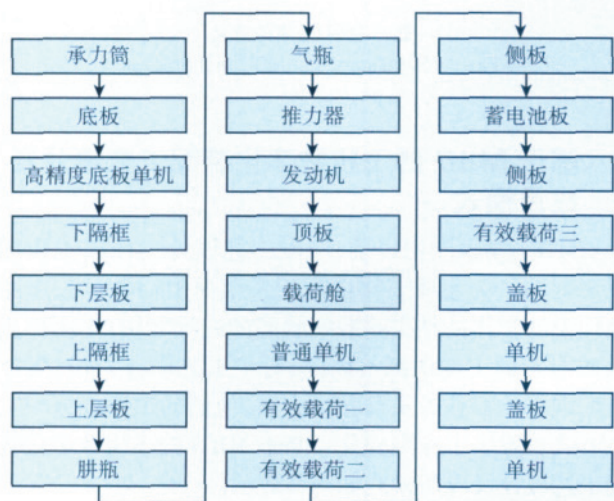 承力筒
底板
高精度底板单机
下隔框
下层板
上隔框
上层板
肼瓶
气瓶
推力器
发动机
顶板
载荷舱
普通单机
有效载荷一
有效载荷二
侧板
蓄电池板
侧板
有效载荷三
盖板
单机
盖板
单机